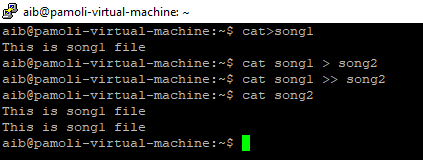 aib@pamoli-virtual-machine: ~
aib@pamoli-virtual-machine:~$ cat>song1
This is song1 file
aib@pamoli-virtual-machine:~$ cat song1 > song2
aib@pamoli-virtual-machine:~$ cat song1 >> song2
aib@pamoli-virtual-machine:~$ cat song2
This is song1 file
This is song1 file
aib@pamoli-virtual-machine:~$